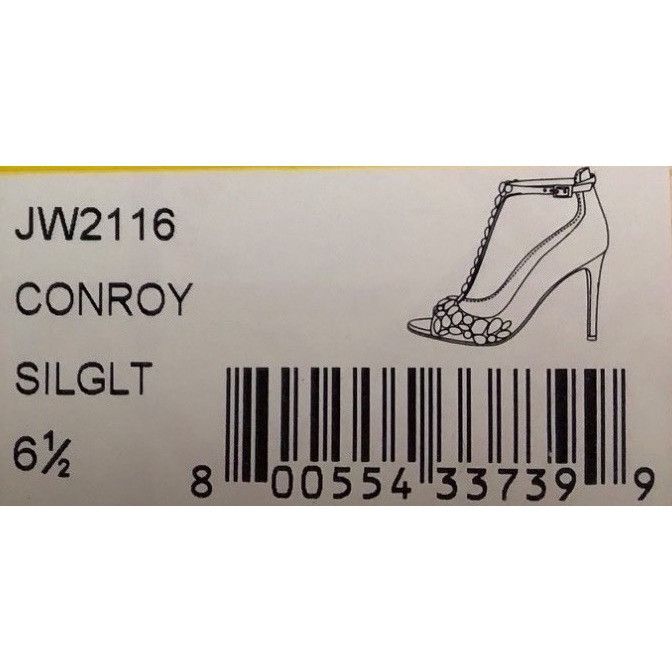 JW2116
CONROY
SILGLT
6½
8 00554 33739 9